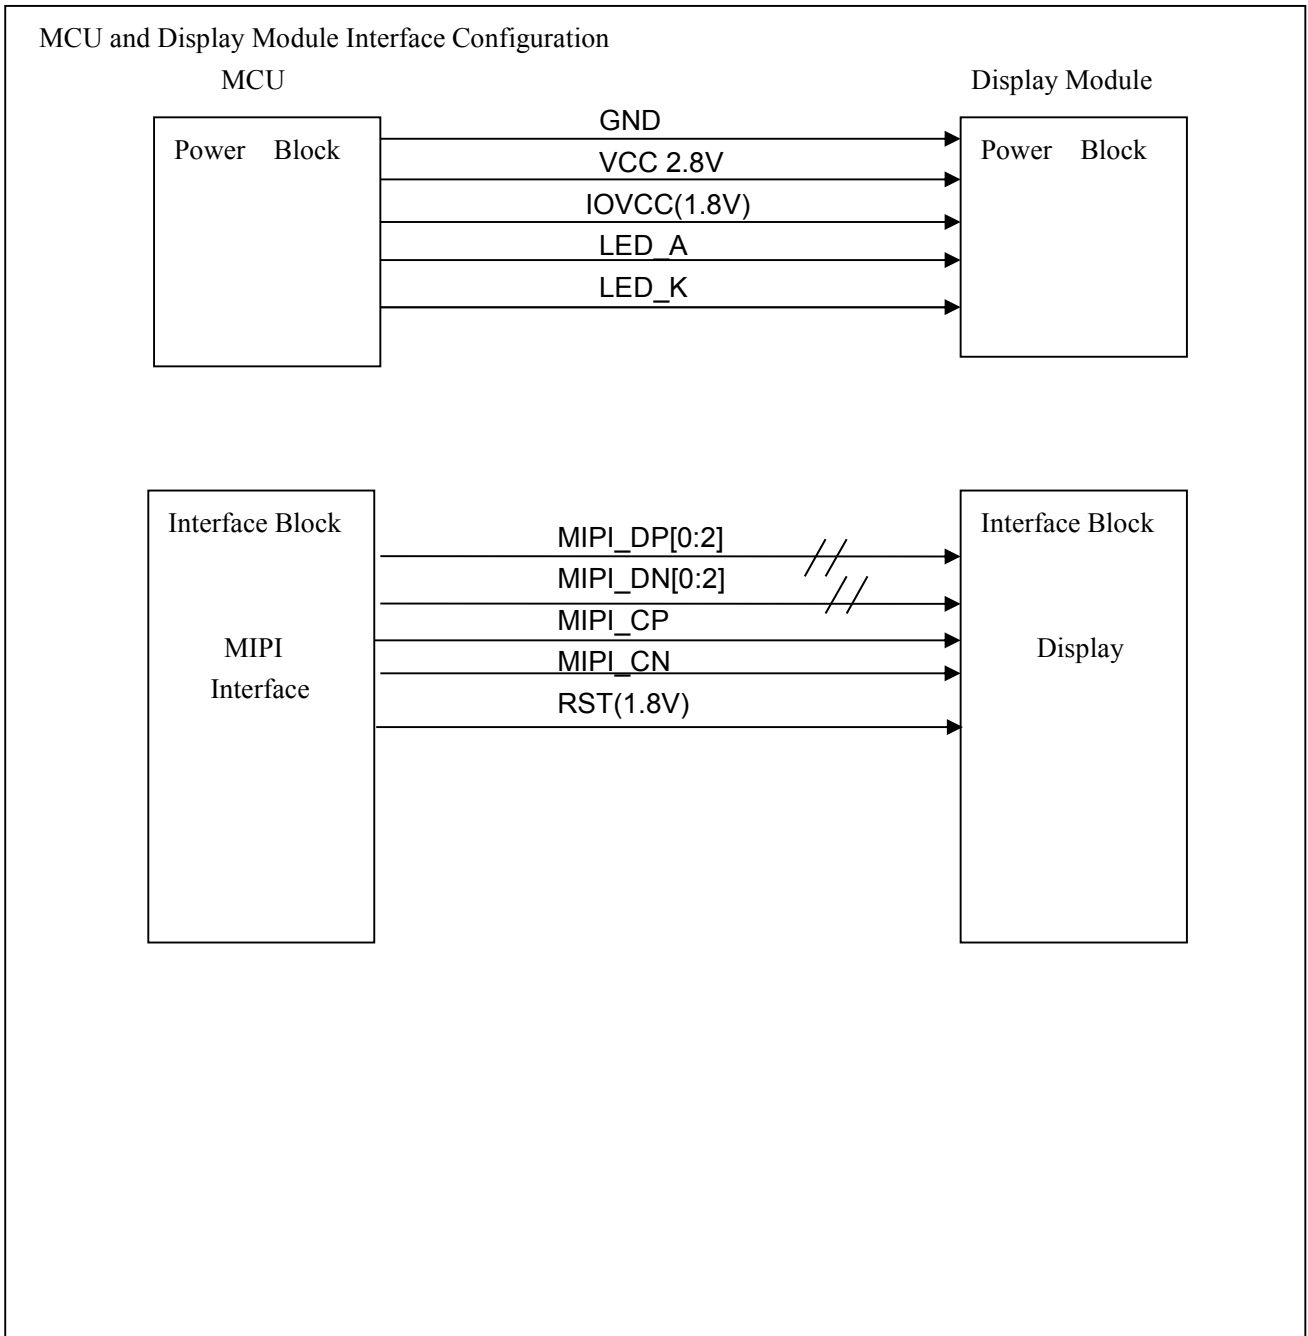 MCU and Display Module Interface Configuration
MCU
Display Module
Power Block
GND
VCC 2.8V
IOVCC(1.8V)
LED_A
LED_K
Power Block
Interface Block
MIPI
Interface
MIPI_DP[0:2]
MIPI_DN[0:2]
MIPI_CP
MIPI_CN
RST(1.8V)
Interface Block
Display